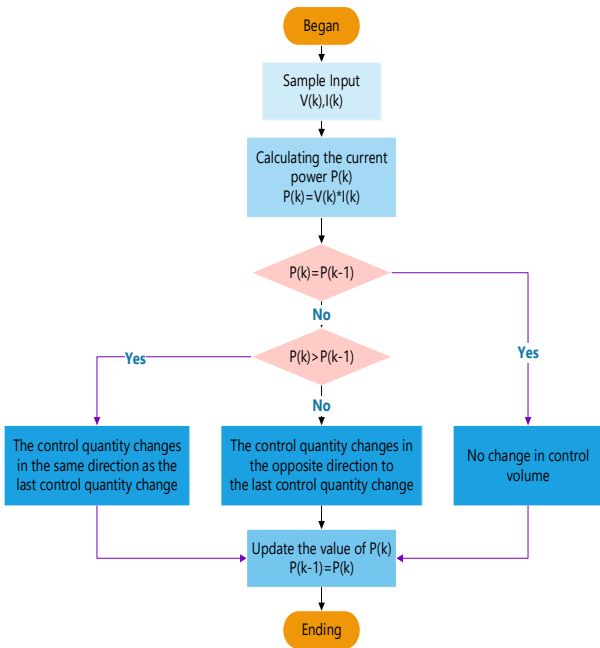 Began
Sample Input
V(k),I(k)
Calculating the current
power P(k)
P(k)=V(k)*I(k)
P(k)=P(k-1)
No
Yes
P(k)>P(k-1)
Yes
No
The control quantity changes
in the same direction as the
last control quantity change
The control quantity changes in
the opposite direction to
the last control quantity change
No change in control
volume
Update the value of P(k)
P(k-1)=P(k)
Ending